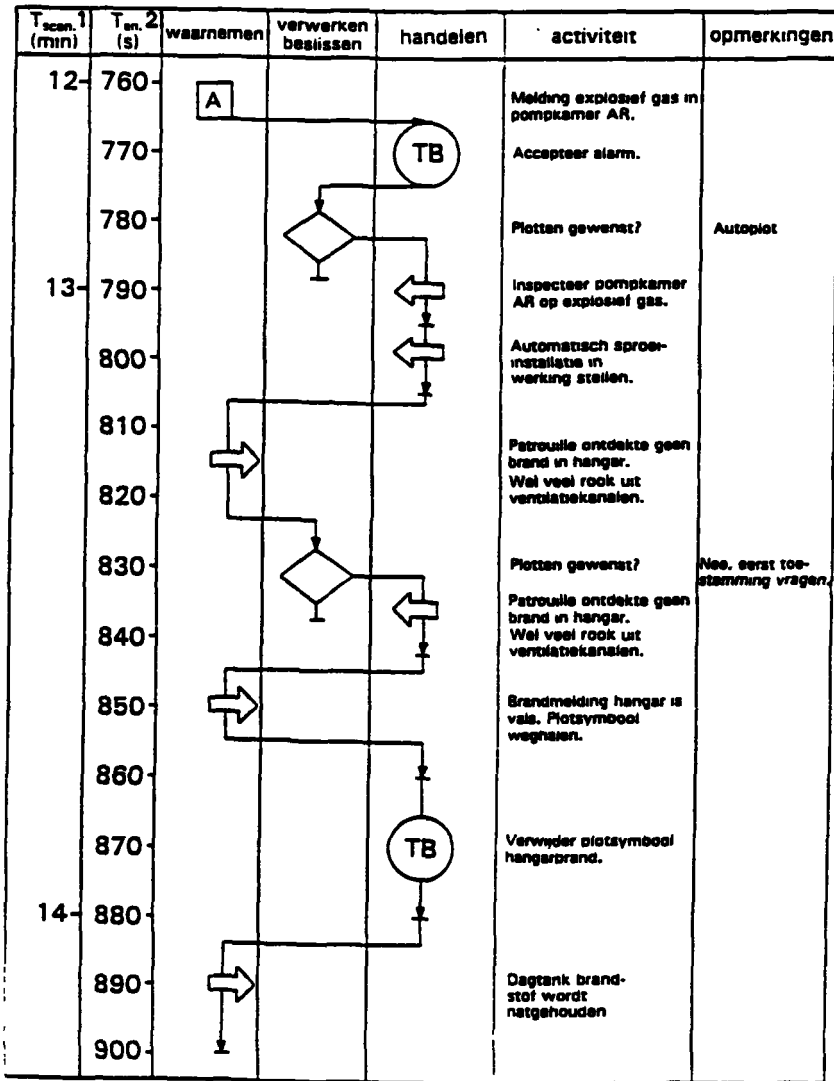 T scen. 1 (min)
T an. 2 (s)
waarnemen
verwerken beslissen
handelen
activiteit
opmerkingen
12
760
A
Melding explosief gas in
pompkamer AR.
770
TB
Accepteer alarm.
780
Plotten gewenst?
Autoplot
13
790
Inspecteer pompkamer
AR op explosief gas.
800
Automatisch sproei-
installatie in
werking stellen.
810
Patrouille ontdekte geen
brand in hangar.
820
Wel veel rook uit
ventilatiekanalen.
830
Plotten gewenst?
Nee, eerst toe-
stemming vragen.
Patrouille ontdekte geen
brand in hangar.
840
Wel veel rook uit
ventilatiekanalen.
850
Brandmelding hangar is
vals. Plotsymbool
weghalen.
860
870
TB
Verwijder plotsymbool
hangarbrand.
14
880
890
Dagtank brand-
stof wordt
natgehouden
900